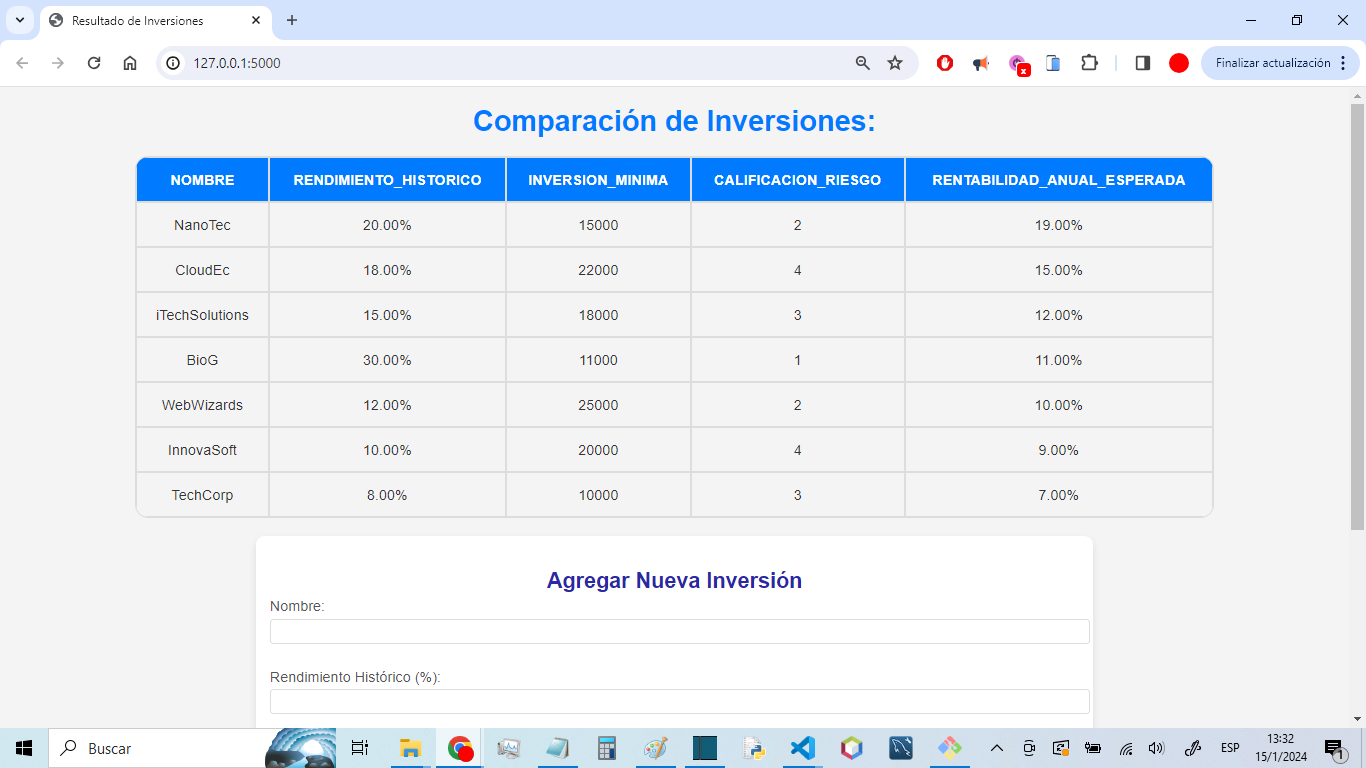 Resultado de Inversiones
127.0.0.1:5000
Finalizar actualización
Comparación de Inversiones:
NOMBRE RENDIMIENTO_HISTORICO INVERSION_MINIMA CALIFICACION_RIESGO RENTABILIDAD_ANUAL_ESPERADA
NanoTec 20.00% 15000 2 19.00%
CloudEc 18.00% 22000 4 15.00%
iTechSolutions 15.00% 18000 3 12.00%
BioG 30.00% 11000 1 11.00%
WebWizards 12.00% 25000 2 10.00%
InnovaSoft 10.00% 20000 4 9.00%
TechCorp 8.00% 10000 3 7.00%
Agregar Nueva Inversión
Nombre:
Rendimiento Histórico (%):
Buscar
ESP
13:32
15/1/2024
1